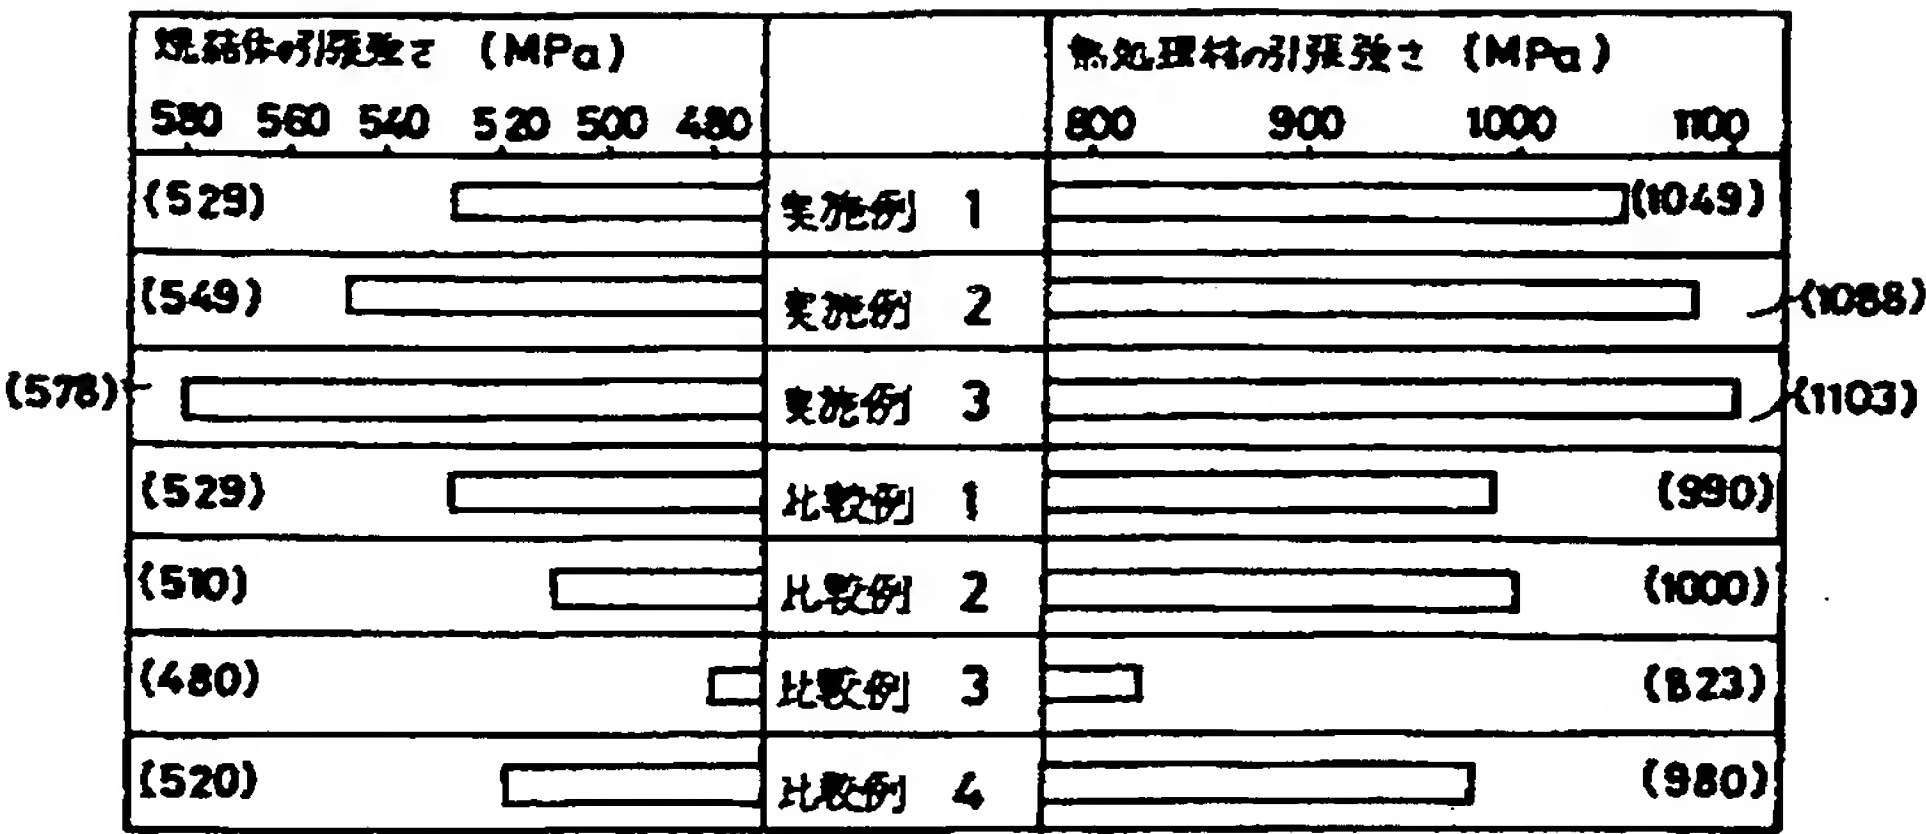 焼結体の引張強さ (MPa)
580 560 540 520 500 480
無処理材の引張強さ (MPa)
800 900 1000 1100
(529) 実施例 1 (1049)
(549) 実施例 2 (1088)
(578) 実施例 3 (1103)
(529) 比較例 1 (990)
(510) 比較例 2 (1000)
(480) 比較例 3 (823)
(520) 比較例 4 (980)